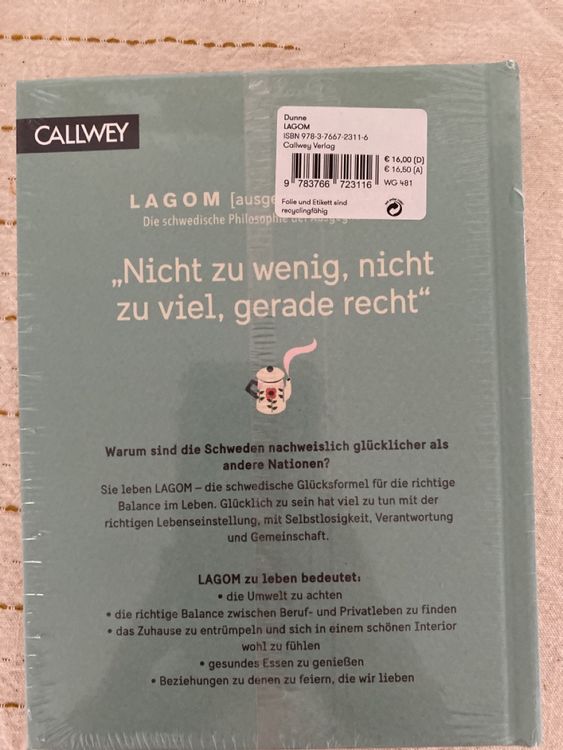 CALLWEY
Dunne
LAGOM
ISBN 978-3-7667-2311-6
Callwey Verlag
€ 16,00 (D)
€ 16,50 (A)
9 783766 723116
WG 481
Folie und Etikett sind
recyclingfähig
LAGOM [ausge
Die schwedische Philosophie der
„Nicht zu wenig, nicht
zu viel, gerade recht“
Warum sind die Schweden nachweislich glücklicher als
andere Nationen?
Sie leben LAGOM – die schwedische Glücksformel für die richtige
Balance im Leben. Glücklich zu sein hat viel zu tun mit der
richtigen Lebenseinstellung, mit Selbstlosigkeit, Verantwortung
und Gemeinschaft.
LAGOM zu leben bedeutet:
• die Umwelt zu achten
• die richtige Balance zwischen Beruf- und Privatleben zu finden
• das Zuhause zu entrümpeln und sich in einem schönen Interior
wohl zu fühlen
• gesundes Essen zu genießen
• Beziehungen zu denen zu feiern, die wir lieben